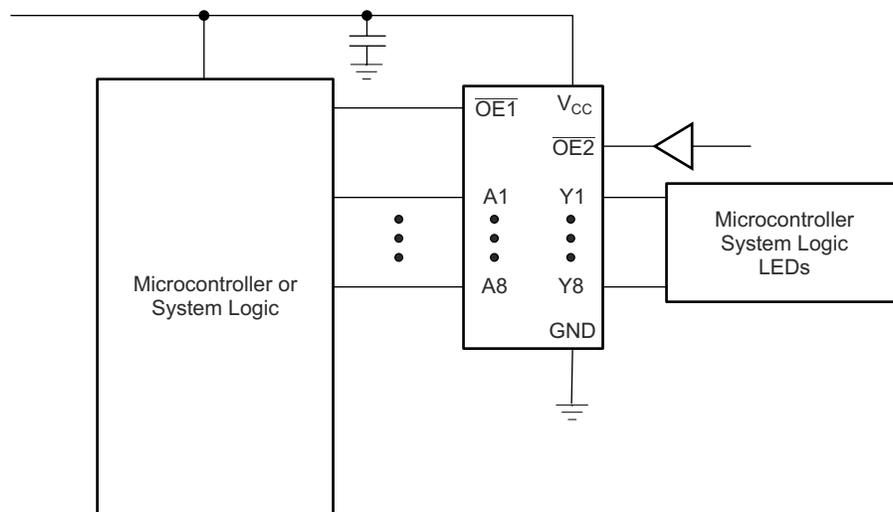 OE1 VCC
OE2
A1 Y1
A8 Y8
GND
Microcontroller or
System Logic
Microcontroller
System Logic
LEDs